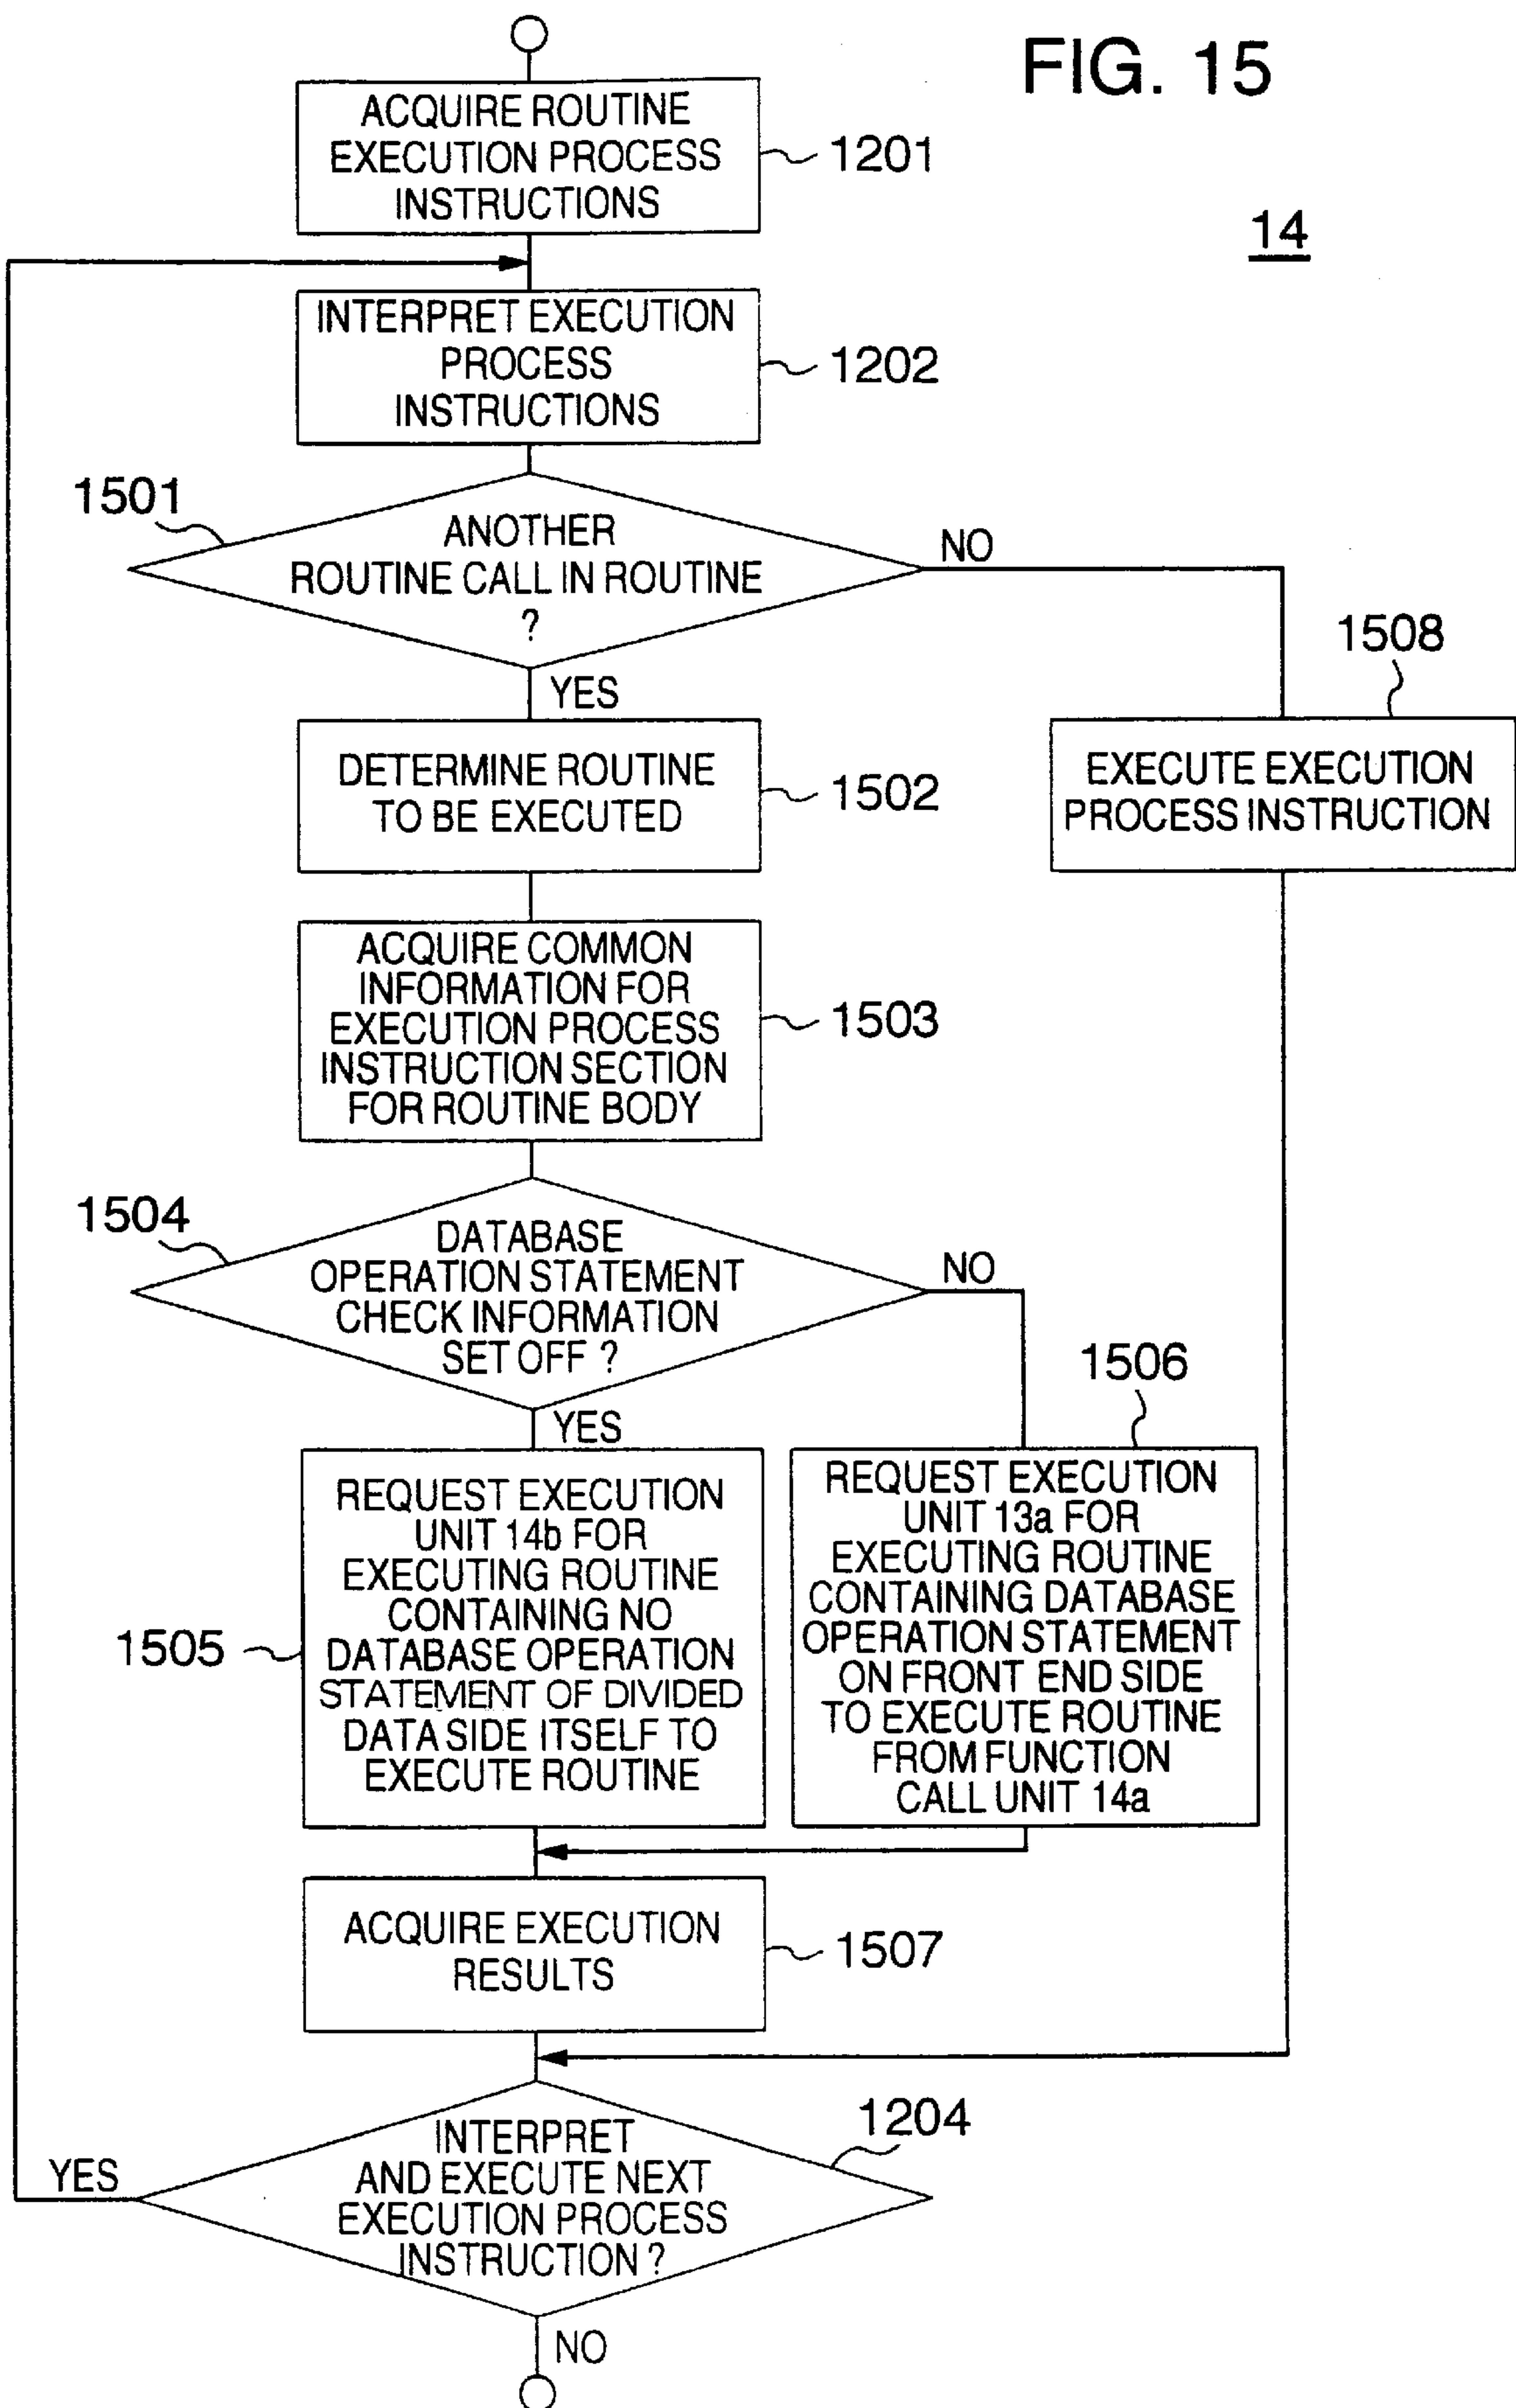 FIG. 15
14
ACQUIRE ROUTINE
EXECUTION PROCESS
INSTRUCTIONS
1201
INTERPRET EXECUTION
PROCESS
INSTRUCTIONS
1202
1501
ANOTHER
ROUTINE CALL IN ROUTINE
?
NO
YES
1508
EXECUTE EXECUTION
PROCESS INSTRUCTION
DETERMINE ROUTINE
TO BE EXECUTED
1502
ACQUIRE COMMON
INFORMATION FOR
EXECUTION PROCESS
INSTRUCTION SECTION
FOR ROUTINE BODY
1503
1504
DATABASE
OPERATION STATEMENT
CHECK INFORMATION
SET OFF ?
NO
YES
1505
REQUEST EXECUTION
UNIT 14b FOR
EXECUTING ROUTINE
CONTAINING NO
DATABASE OPERATION
STATEMENT OF DIVIDED
DATA SIDE ITSELF TO
EXECUTE ROUTINE
1506
REQUEST EXECUTION
UNIT 13a FOR
EXECUTING ROUTINE
CONTAINING DATABASE
OPERATION STATEMENT
ON FRONT END SIDE
TO EXECUTE ROUTINE
FROM FUNCTION
CALL UNIT 14a
ACQUIRE EXECUTION
RESULTS
1507
1204
INTERPRET
AND EXECUTE NEXT
EXECUTION PROCESS
INSTRUCTION ?
YES
NO